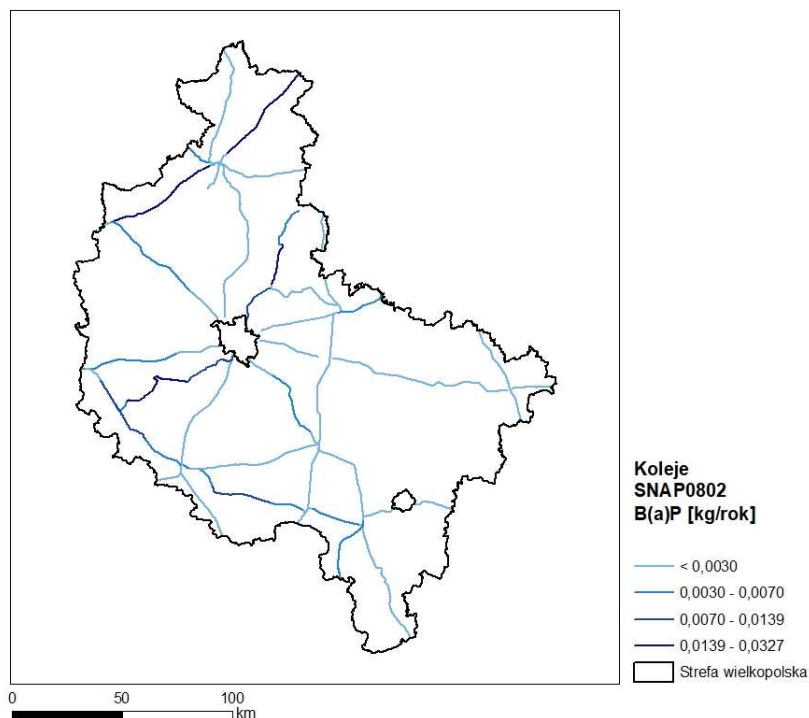 Koleje
SNAP0802
B(a)P [kg/rok]
< 0,0030
0,0030 - 0,0070
0,0070 - 0,0139
0,0139 - 0,0327
Strefa wielkopolska
0 50 100
km